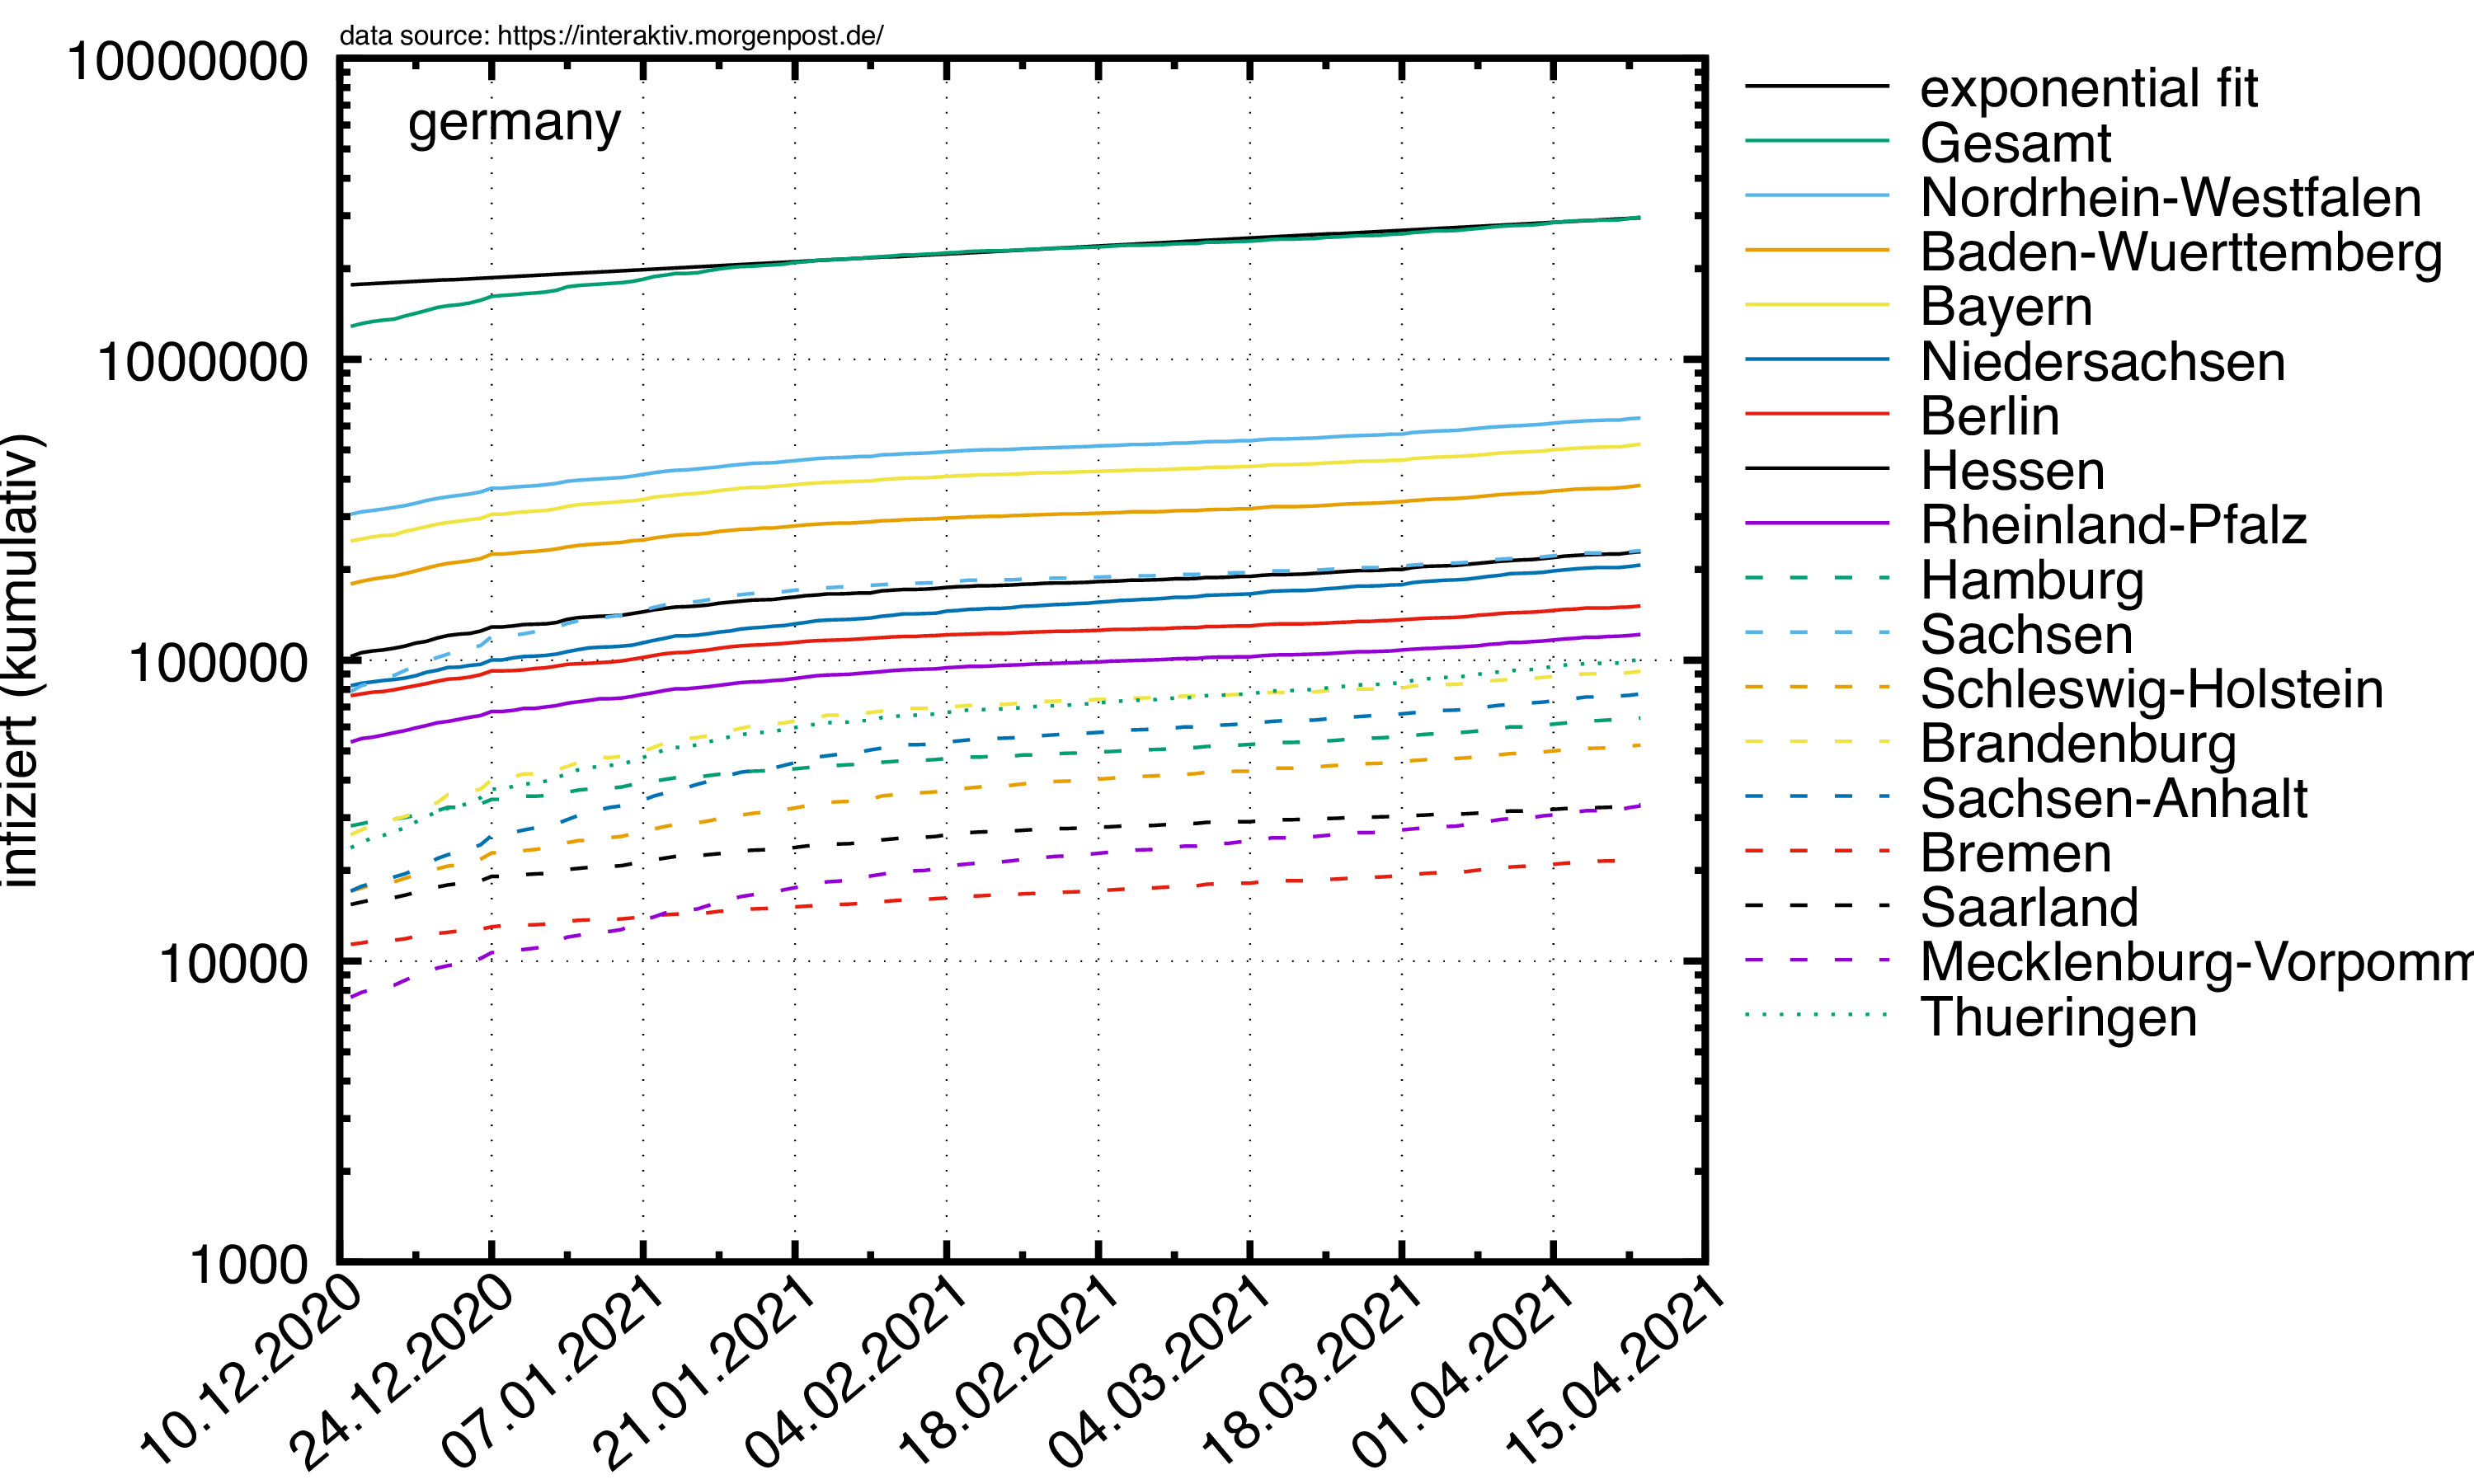 data source: https://interaktiv.morgenpost.de/
germany
infiziert (kumulativ)
10000000
1000000
100000
10000
1000
10.12.2020
24.12.2020
07.01.2021
21.01.2021
04.02.2021
18.02.2021
04.03.2021
18.03.2021
01.04.2021
15.04.2021
exponential fit
Gesamt
Nordrhein-Westfalen
Baden-Wuerttemberg
Bayern
Niedersachsen
Berlin
Hessen
Rheinland-Pfalz
Hamburg
Sachsen
Schleswig-Holstein
Brandenburg
Sachsen-Anhalt
Bremen
Saarland
Mecklenburg-Vorpomm
Thueringen